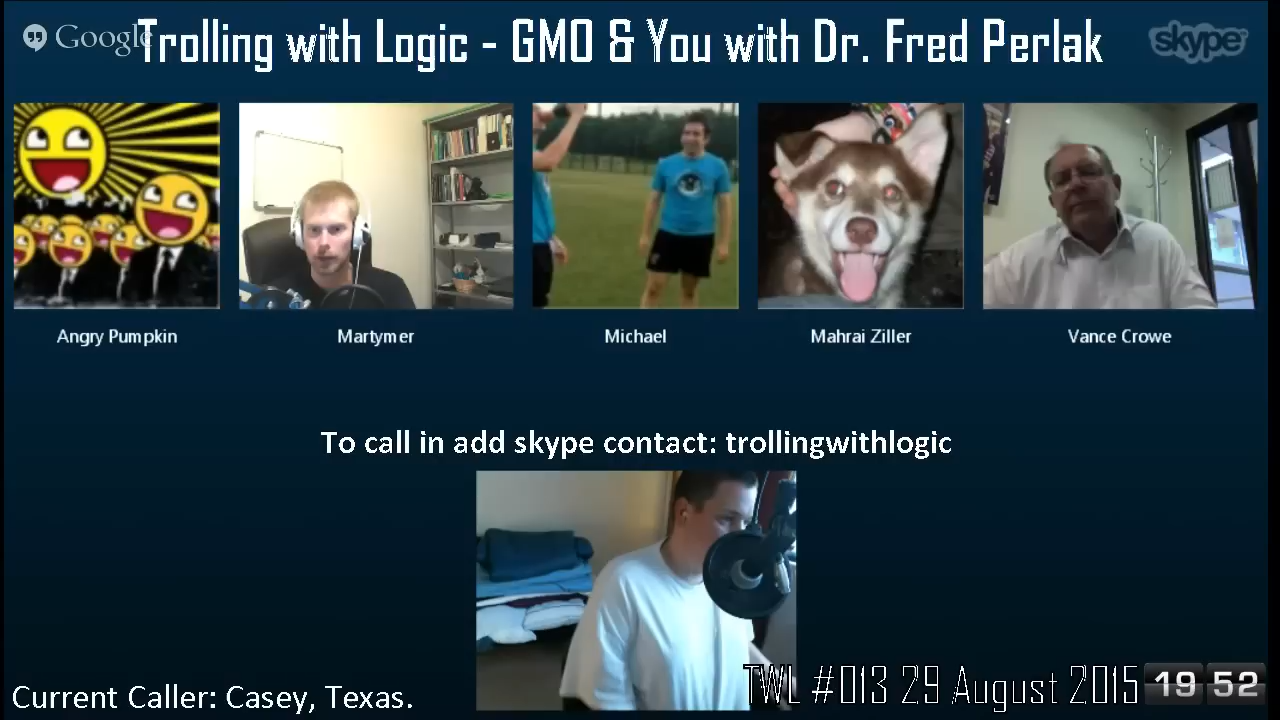 Google
Trolling with Logic - GMO & You with Dr. Fred Perlak
skype
Angry Pumpkin
Martymer
Michael
Mahrai Ziller
Vance Crowe
To call in add skype contact: trollingwithlogic
TWL #013 29 August 2015
19 52
Current Caller: Casey, Texas.